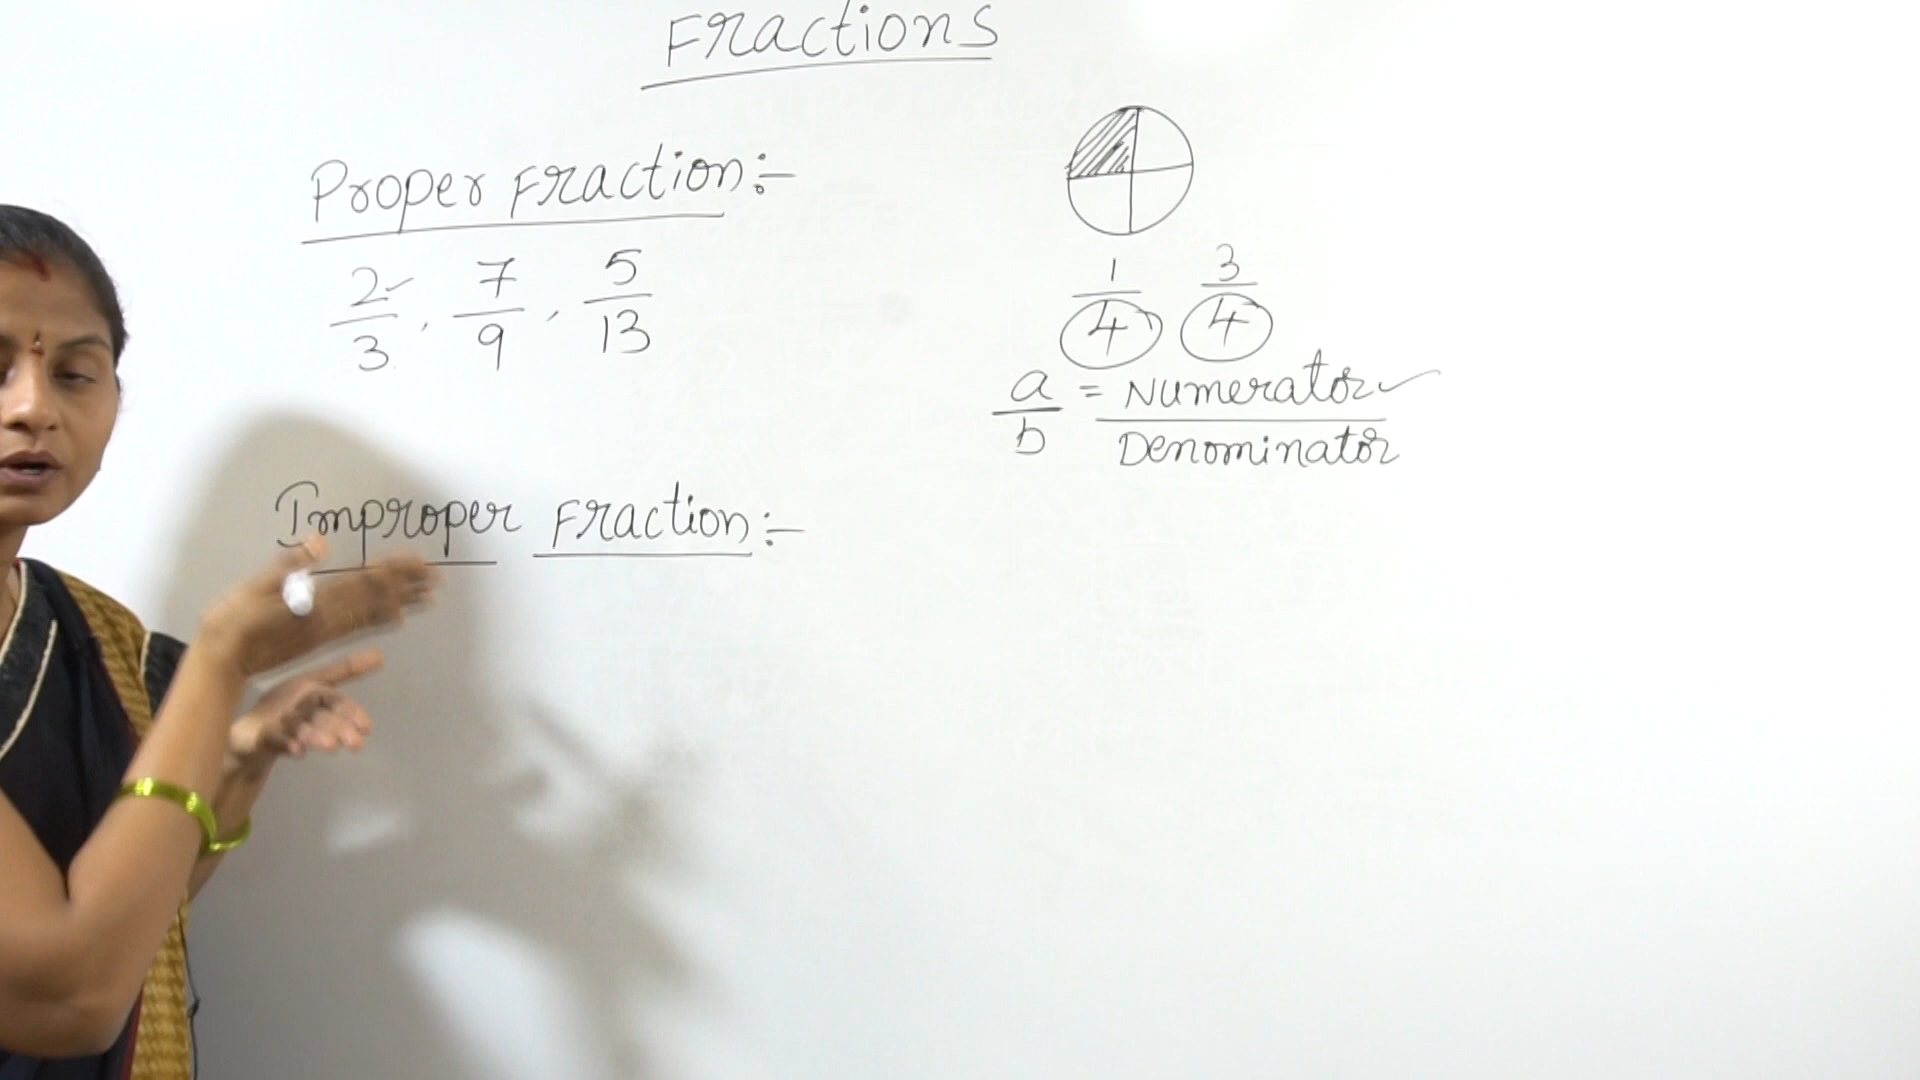 Fractions
Proper Fraction:-
2/3, 7/9, 5/13
1/4 3/4
a/b = Numerator/Denominator
Improper Fraction:-